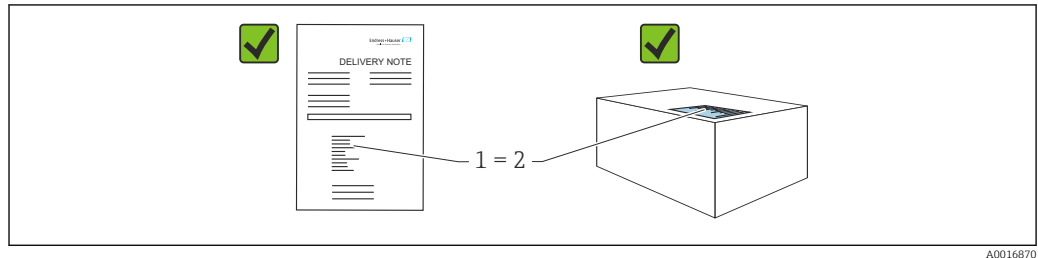 Endress+Hauser
DELIVERY NOTE
1 = 2
A0016870